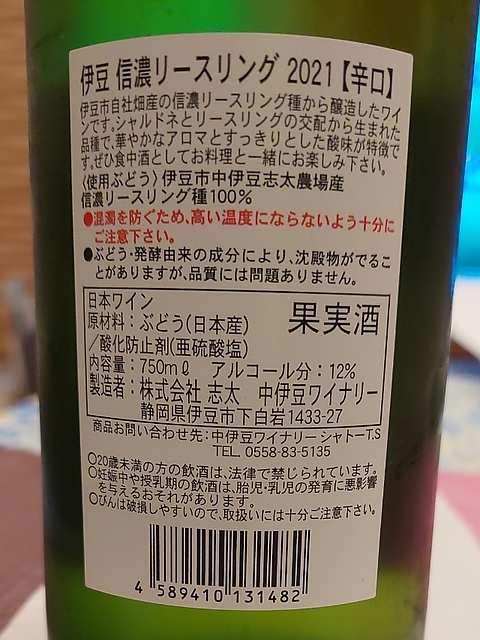 伊豆 信濃リースリング 2021【辛口】
伊豆市自社畑産の信濃リースリング種から醸造したワイ
ンです。シャルドネとリースリングの交配から生まれた
品種で、華やかなアロマとすっきりとした酸味が特徴で
す。ぜひ食中酒としてお料理と一緒にお楽しみ下さい。
〈使用ぶどう〉伊豆市中伊豆志太農場産
信濃リースリング種100%
●混濁を防ぐため、高い温度にならないよう十分に
ご注意下さい。
●ぶどう・発酵由来の成分により、沈殿物がでるこ
とがありますが、品質には問題ありません。
日本ワイン
果実酒
原材料：ぶどう(日本産)
／酸化防止剤(亜硫酸塩)
内容量：750mℓ アルコール分：12%
製造者：株式会社 志太 中伊豆ワイナリー
静岡県伊豆市下白岩1433-27
商品お問い合わせ先：中伊豆ワイナリー シャトーT.S
TEL. 0558-83-5135
○20歳未満の方の飲酒は、法律で禁じられています。
○妊娠中や授乳期の飲酒は、胎児・乳児の発育に悪影響
を与えるおそれがあります。
○びんは破損しやすいので、取扱いには十分ご注意下さい。
4 589410 131482